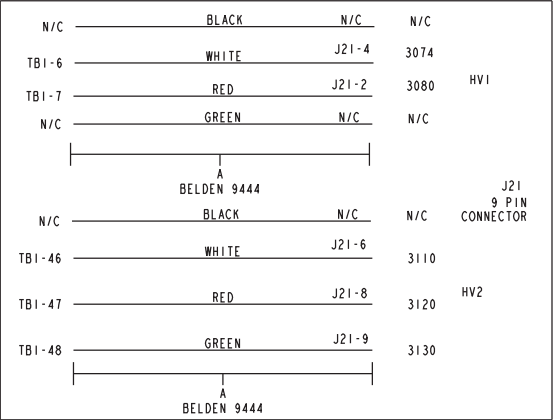 N/C BLACK N/C N/C
TB1-6 WHITE J21-4 3074
TB1-7 RED J21-2 3080 HV1
N/C GREEN N/C N/C
A
BELDEN 9444
J21
9 PIN
CONNECTOR
N/C BLACK N/C N/C
TB1-46 WHITE J21-6 3110
TB1-47 RED J21-8 3120 HV2
TB1-48 GREEN J21-9 3130
A
BELDEN 9444